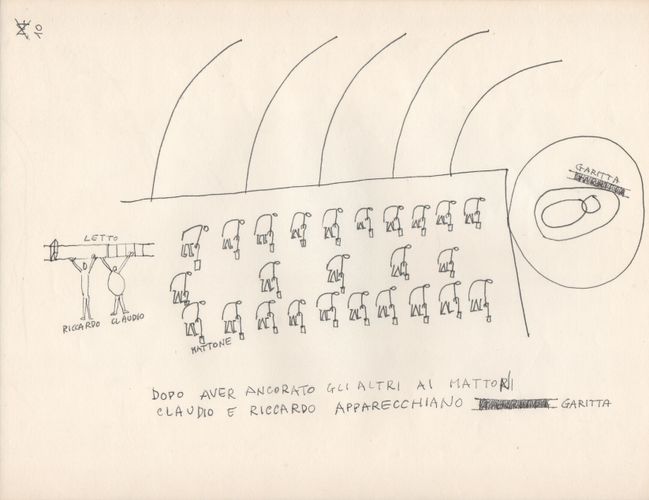 10
GARITTA
LETTO
RICCARDO CLAUDIO
MATTONE
DOPO AVER ANCORATO GLI ALTRI AI MATTONI
CLAUDIO E RICCARDO APPARECCHIANO GARITTA